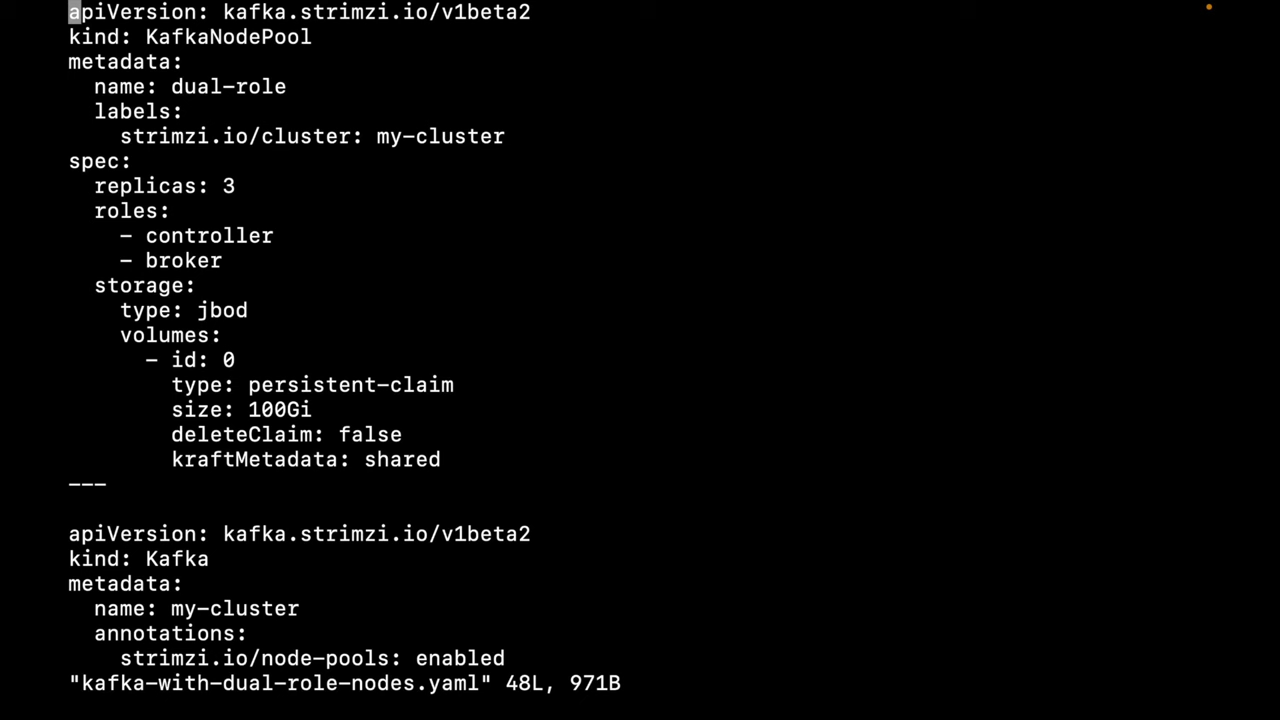 apiVersion: kafka.strimzi.io/v1beta2
kind: KafkaNodePool
metadata:
  name: dual-role
  labels:
    strimzi.io/cluster: my-cluster
spec:
  replicas: 3
  roles:
    - controller
    - broker
  storage:
    type: jbod
    volumes:
      - id: 0
        type: persistent-claim
        size: 100Gi
        deleteClaim: false
        kraftMetadata: shared
---

apiVersion: kafka.strimzi.io/v1beta2
kind: Kafka
metadata:
  name: my-cluster
  annotations:
    strimzi.io/node-pools: enabled
"kafka-with-dual-role-nodes.yaml" 48L, 971B